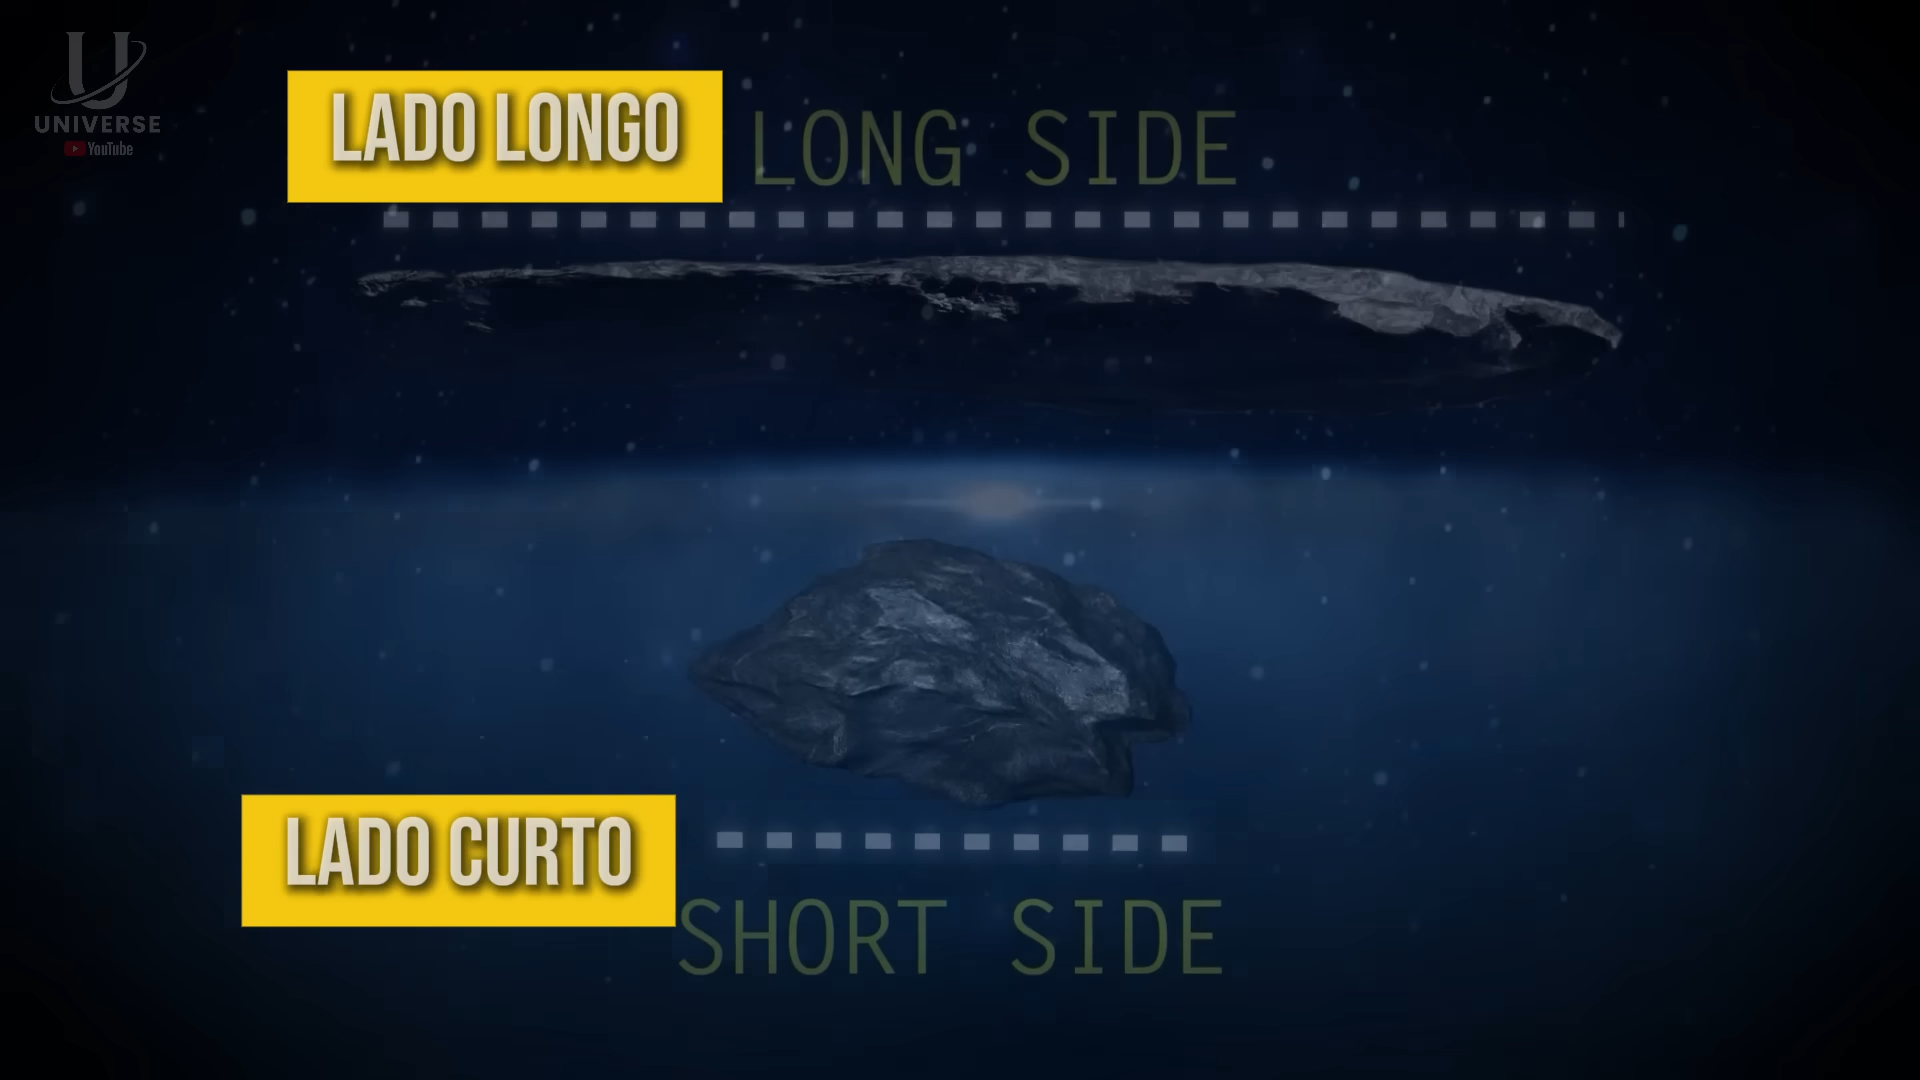 UNIVERSE
YouTube
LADO LONGO
LONG SIDE
LADO CURTO
SHORT SIDE